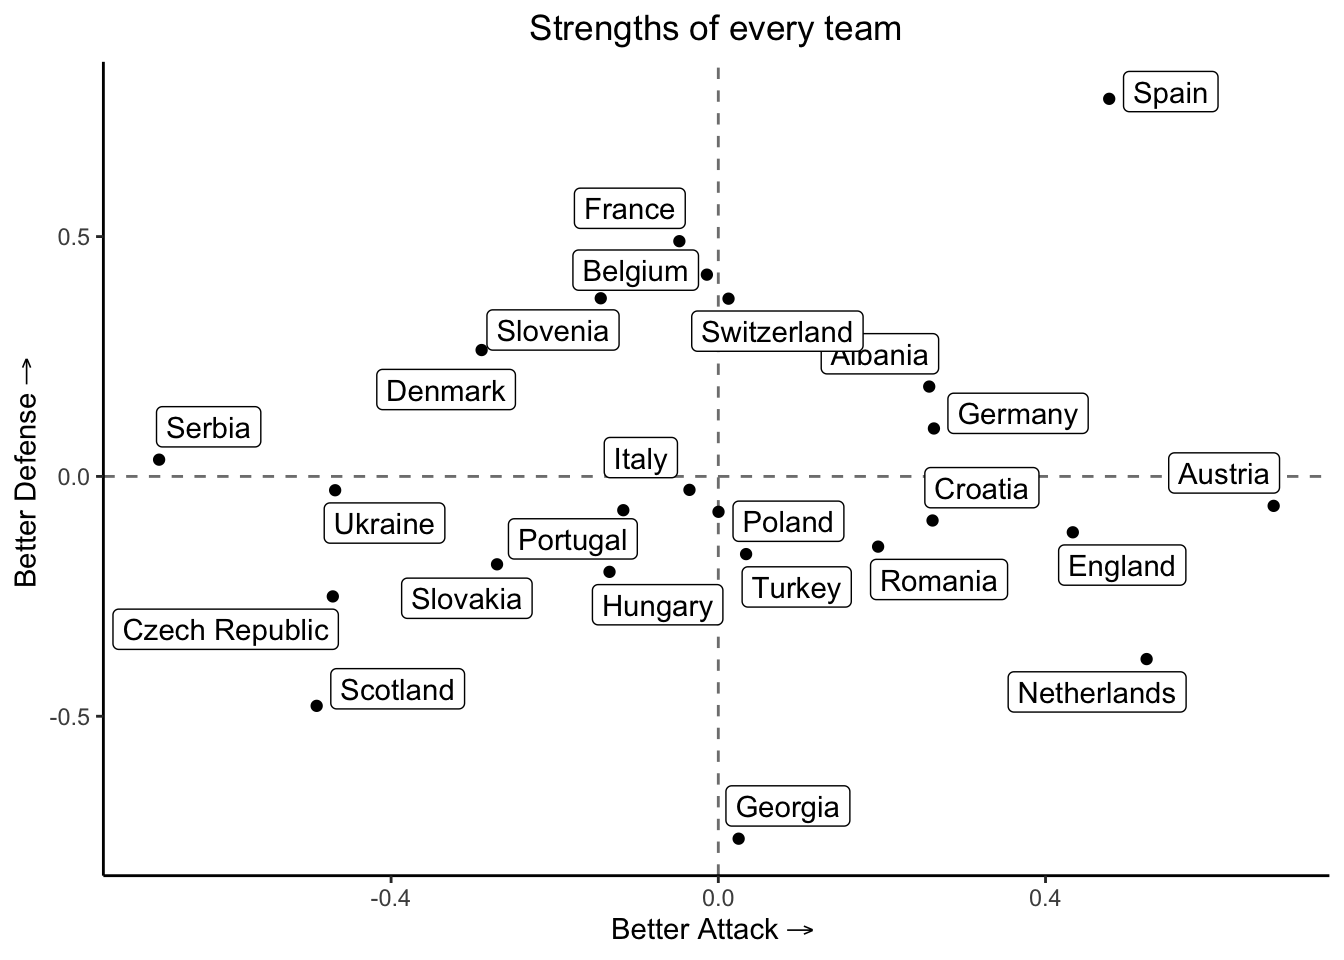 Strengths of every team
Spain
France
0.5
Belgium
Slovenia
Switzerland
Albania
Denmark
Germany
Serbia
Italy
0.0
Austria
Croatia
Ukraine
Poland
Portugal
England
Romania
Turkey
Slovakia
Hungary
Czech Republic
Scotland
Netherlands
-0.5
Georgia
Better Defense →
-0.4
0.0
0.4
Better Attack →